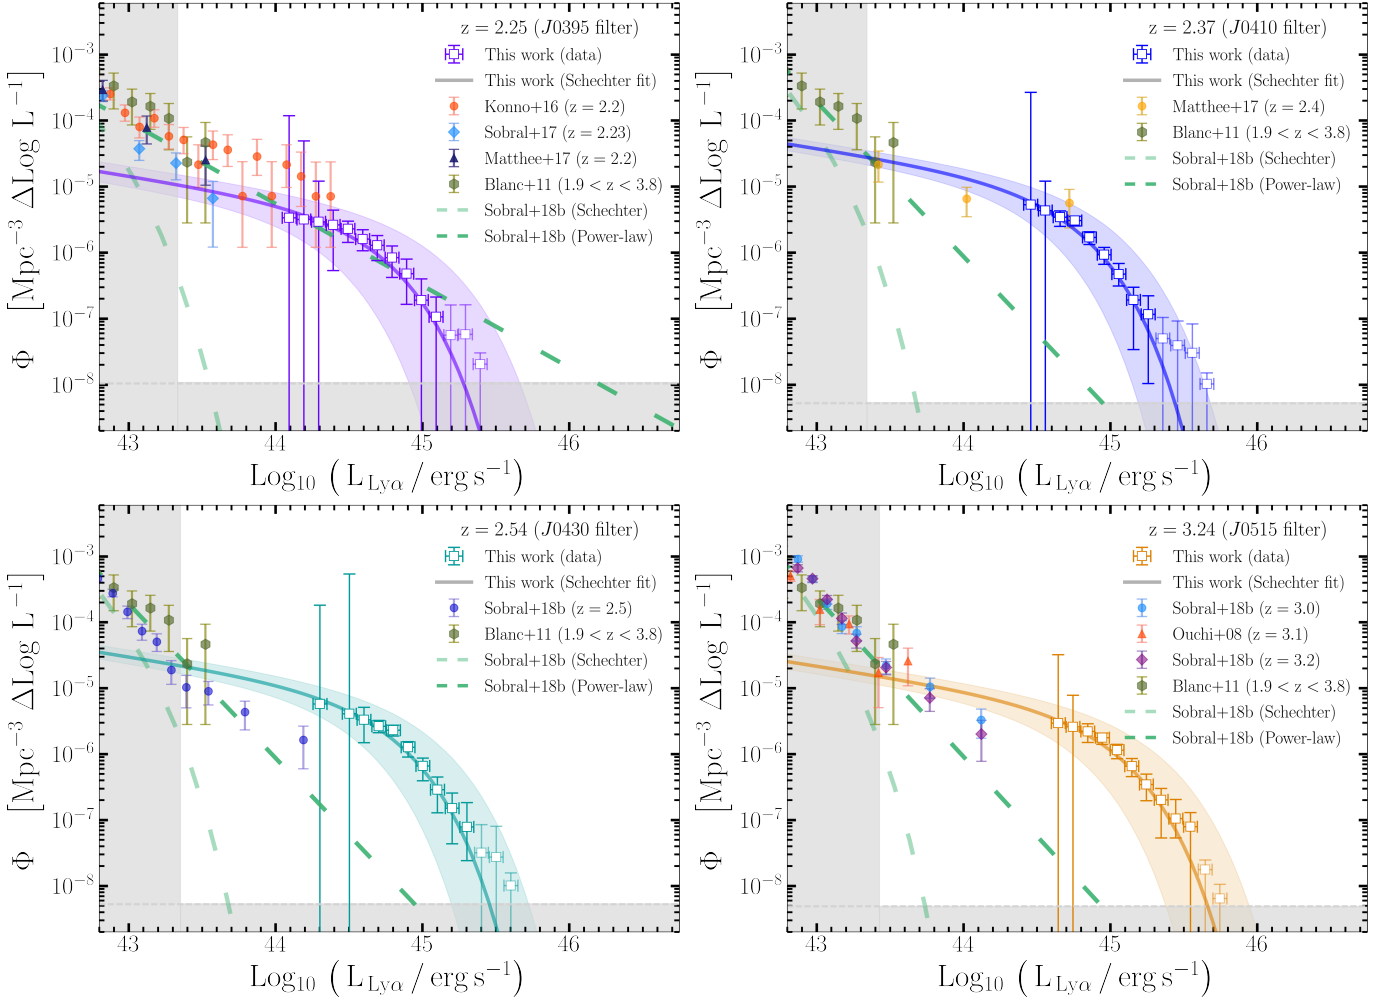 z = 2.25 (J0395 filter)
This work (data)
This work (Schechter fit)
Konno+16 (z = 2.2)
Sobral+17 (z = 2.23)
Matthee+17 (z = 2.2)
Blanc+11 (1.9 < z < 3.8)
Sobral+18b (Schechter)
Sobral+18b (Power-law)
10⁻³
10⁻⁴
10⁻⁵
10⁻⁶
10⁻⁷
10⁻⁸
Φ [Mpc⁻³ ΔLog L⁻¹]
43 44 45 46
Log₁₀ (L Lyα / erg s⁻¹)
z = 2.37 (J0410 filter)
This work (data)
This work (Schechter fit)
Matthee+17 (z = 2.4)
Blanc+11 (1.9 < z < 3.8)
Sobral+18b (Schechter)
Sobral+18b (Power-law)
10⁻³
10⁻⁴
10⁻⁵
10⁻⁶
10⁻⁷
10⁻⁸
Φ [Mpc⁻³ ΔLog L⁻¹]
43 44 45 46
Log₁₀ (L Lyα / erg s⁻¹)
z = 2.54 (J0430 filter)
This work (data)
This work (Schechter fit)
Sobral+18b (z = 2.5)
Blanc+11 (1.9 < z < 3.8)
Sobral+18b (Schechter)
Sobral+18b (Power-law)
10⁻³
10⁻⁴
10⁻⁵
10⁻⁶
10⁻⁷
10⁻⁸
Φ [Mpc⁻³ ΔLog L⁻¹]
43 44 45 46
Log₁₀ (L Lyα / erg s⁻¹)
z = 3.24 (J0515 filter)
This work (data)
This work (Schechter fit)
Sobral+18b (z = 3.0)
Ouchi+08 (z = 3.1)
Sobral+18b (z = 3.2)
Blanc+11 (1.9 < z < 3.8)
Sobral+18b (Schechter)
Sobral+18b (Power-law)
10⁻³
10⁻⁴
10⁻⁵
10⁻⁶
10⁻⁷
10⁻⁸
Φ [Mpc⁻³ ΔLog L⁻¹]
43 44 45 46
Log₁₀ (L Lyα / erg s⁻¹)